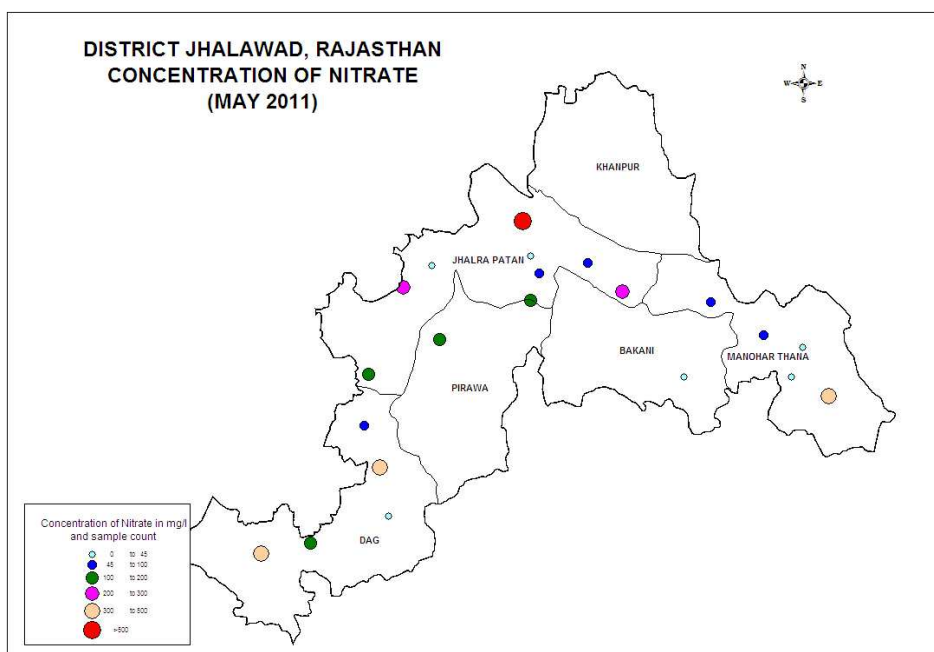 DISTRICT JHALAWAD, RAJASTHAN
CONCENTRATION OF NITRATE
(MAY 2011)
N
W E
S
KHANPUR
JHALRA PATAN
BAKANI
MANOHAR THANA
PIRAWA
DAG
Concentration of Nitrate in mg/l
and sample count
0 to 45
45 to 100
100 to 200
200 to 300
300 to 500
>500